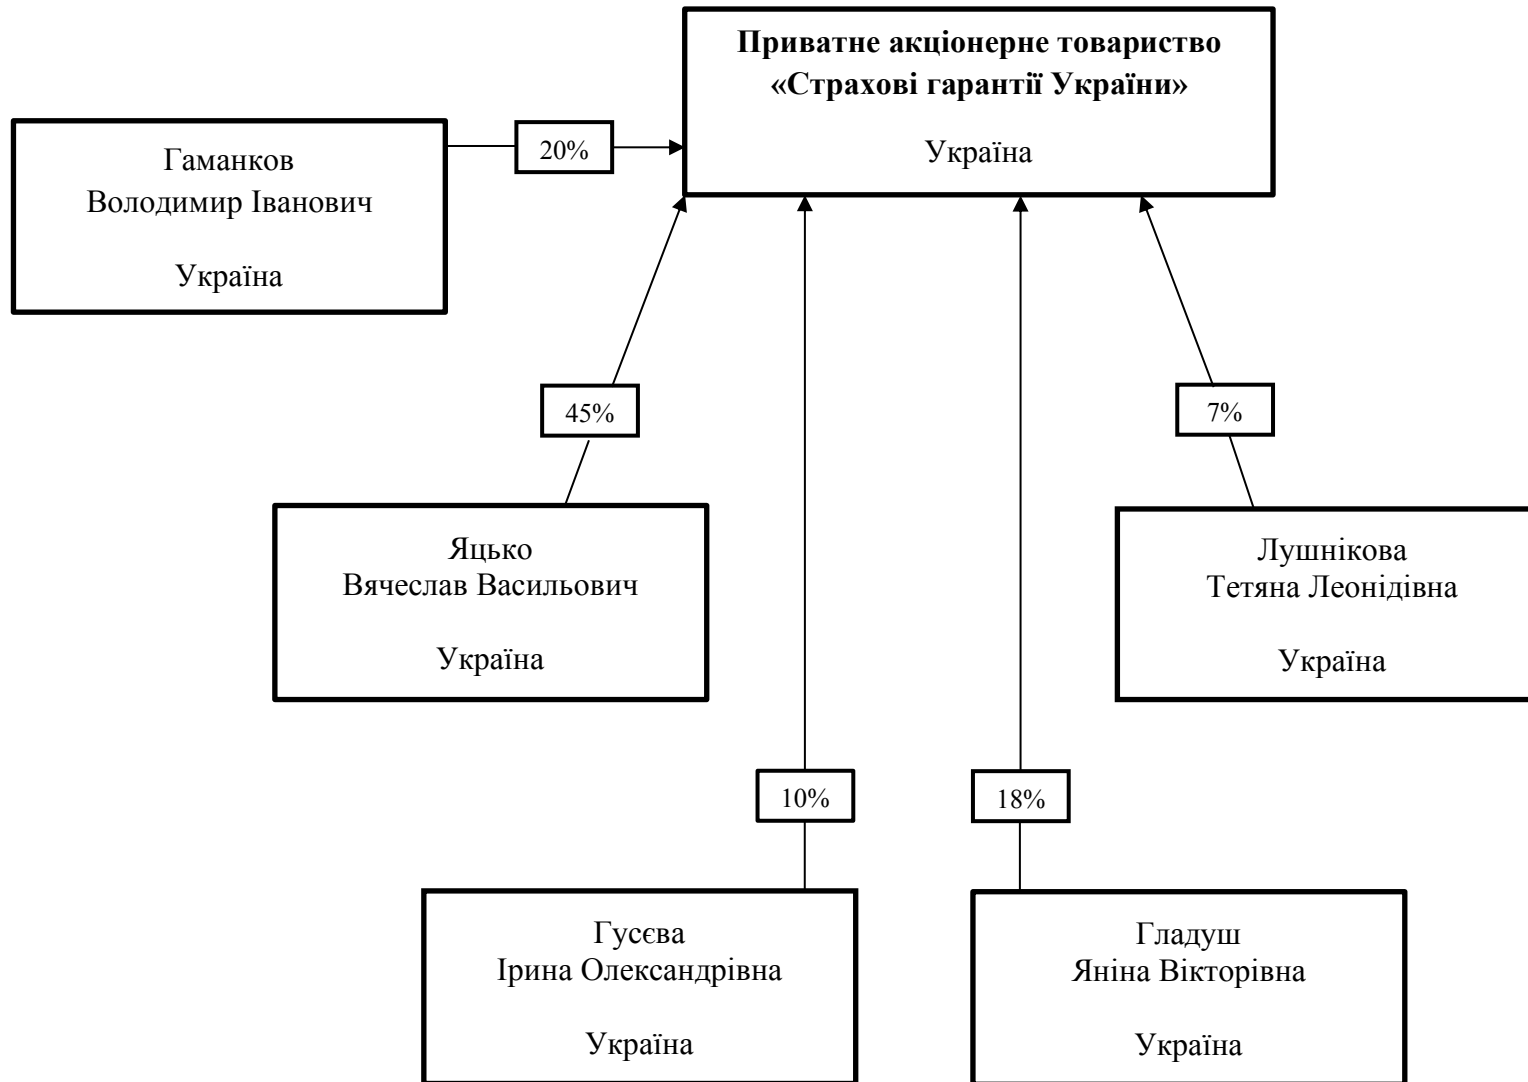 Приватне акціонерне товариство
«Страхові гарантії України»
Україна
Гаманков
Володимир Іванович
Україна
20%
45%
7%
Яцько
Вячеслав Васильович
Україна
Лушнікова
Тетяна Леонідівна
Україна
10%
18%
Гусєва
Ірина Олександрівна
Україна
Гладуш
Яніна Вікторівна
Україна